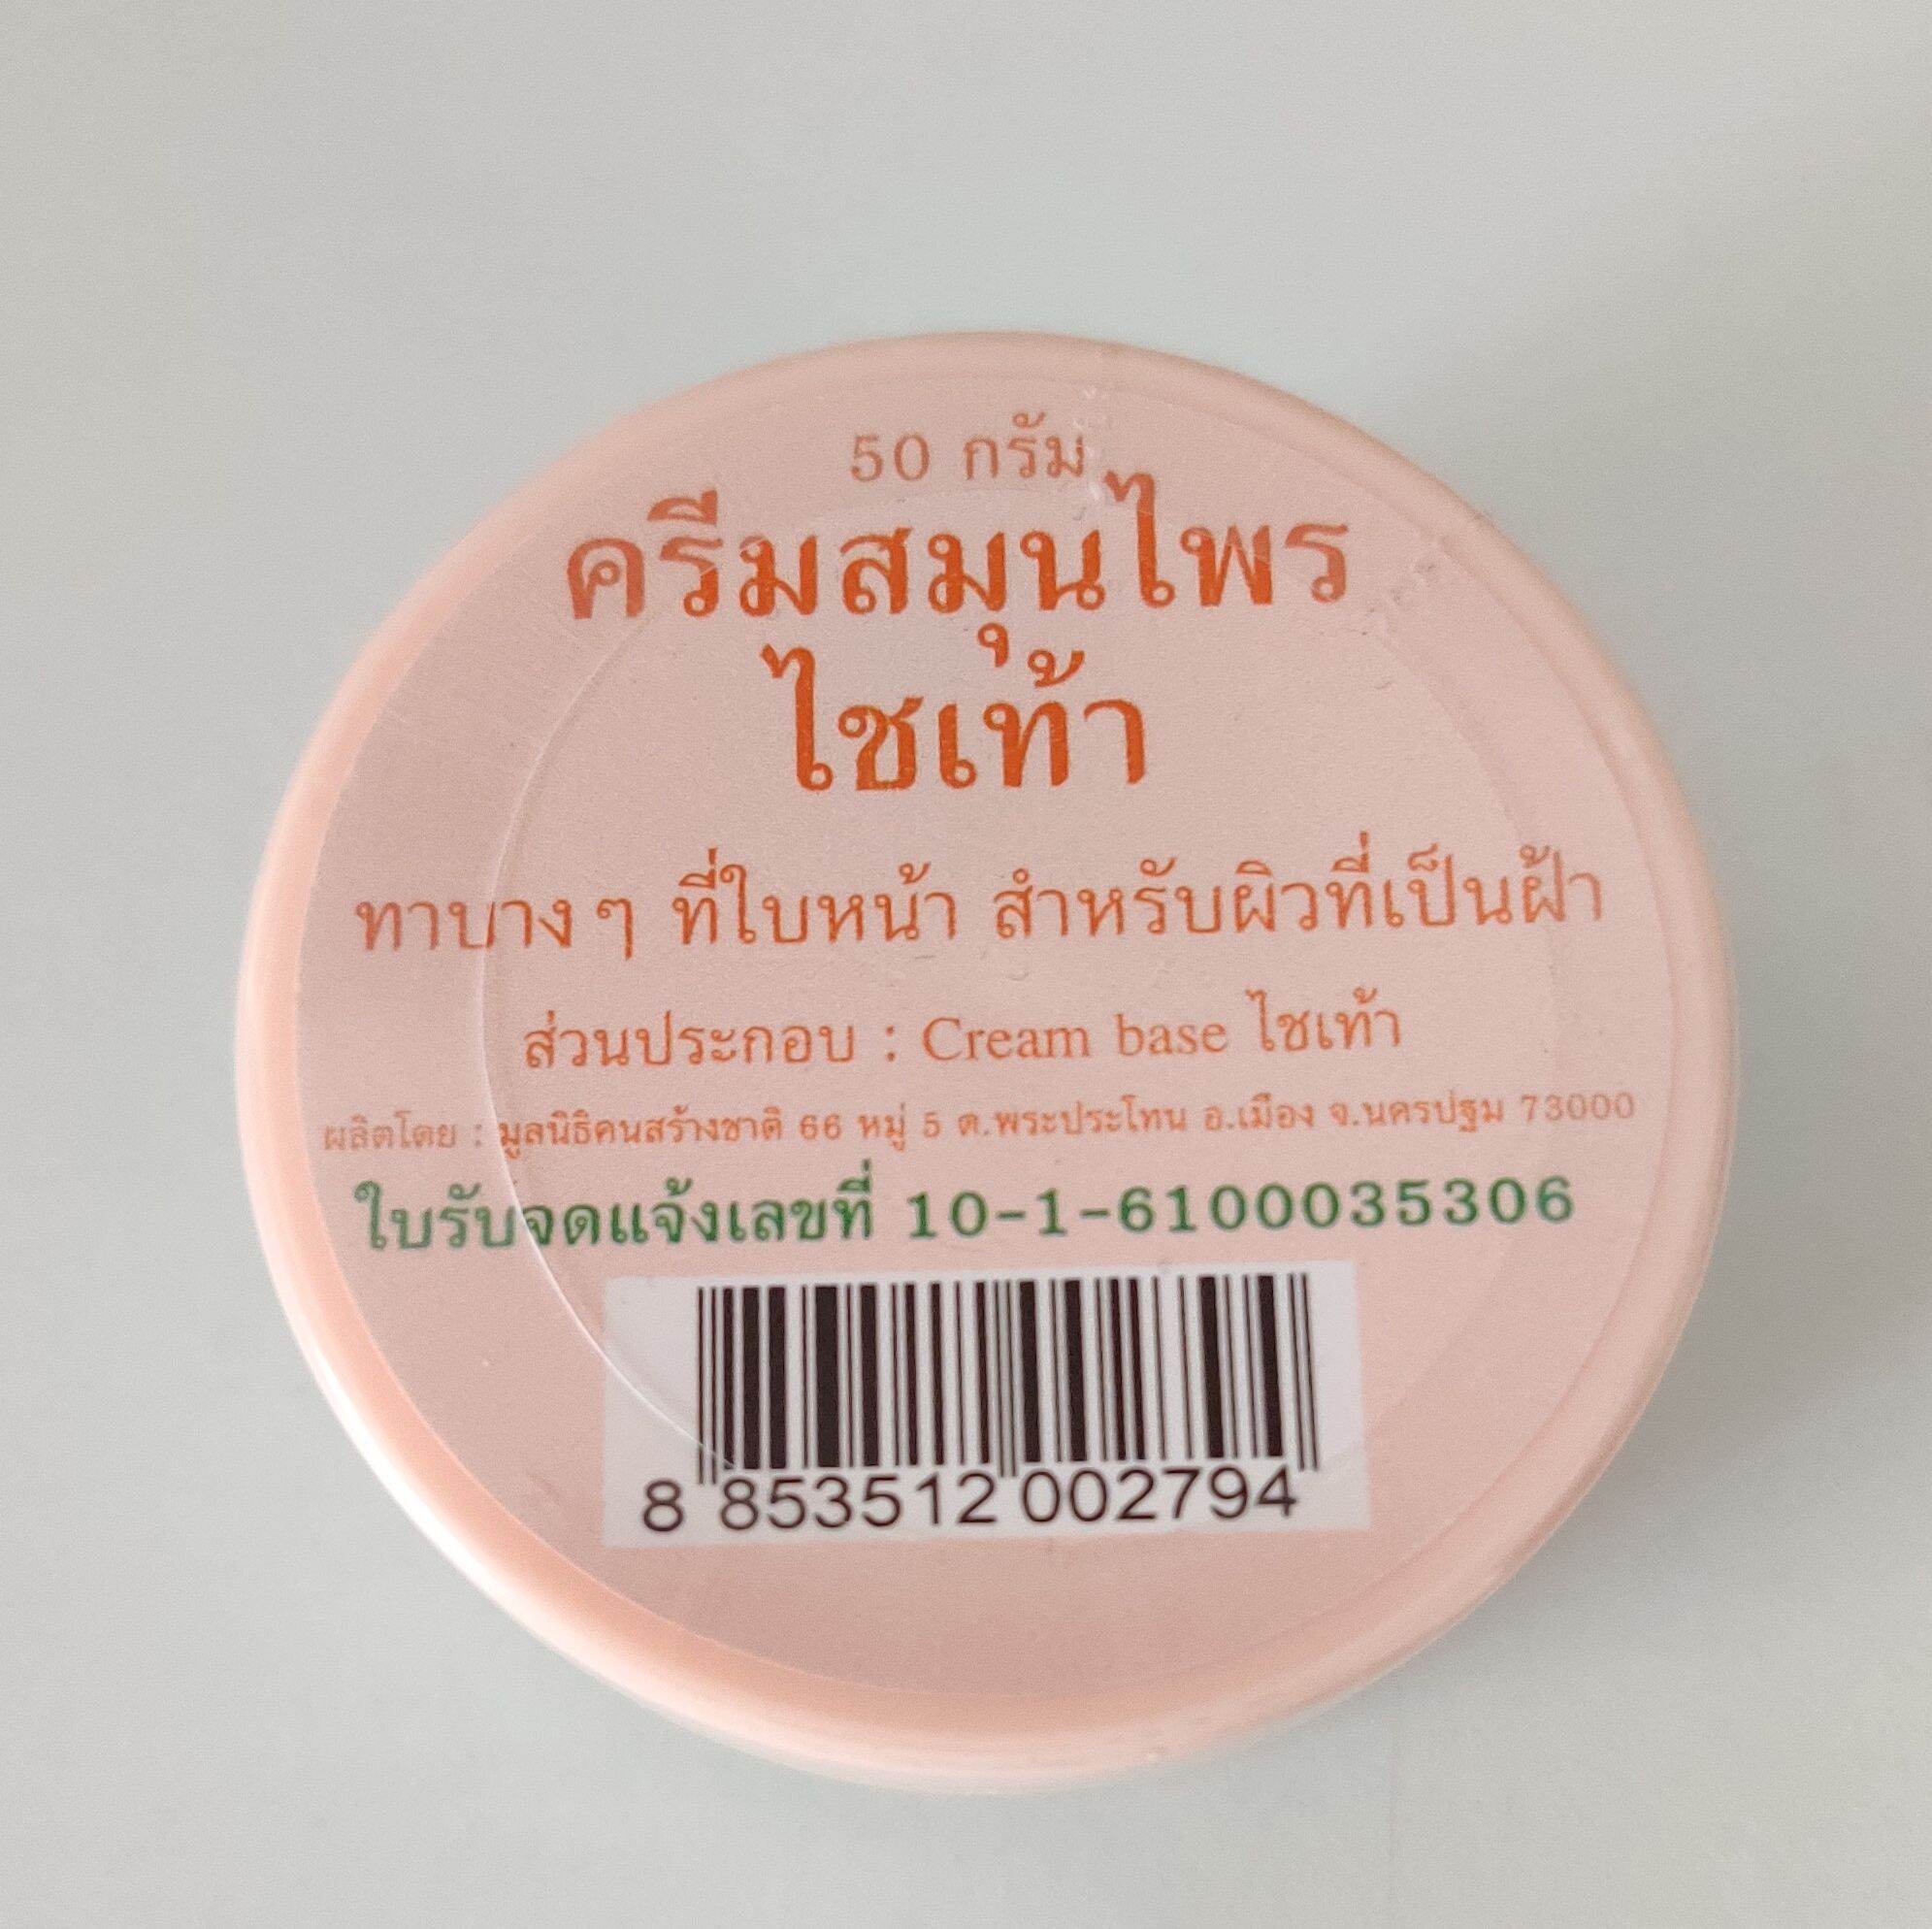 50 กรัม
ครีมสมุนไพร
ไชเท้า
ทาบางๆ ที่ใบหน้า สำหรับผิวที่เป็นฝ้า
ส่วนประกอบ : Cream base ไชเท้า
ผลิตโดย : มูลนิธิคนสร้างชาติ 66 หมู่ 5 ต.พระประโทน อ.เมือง จ.นครปฐม 73000
ใบรับจดแจ้งเลขที่ 10-1-6100035306
8 853512 002794